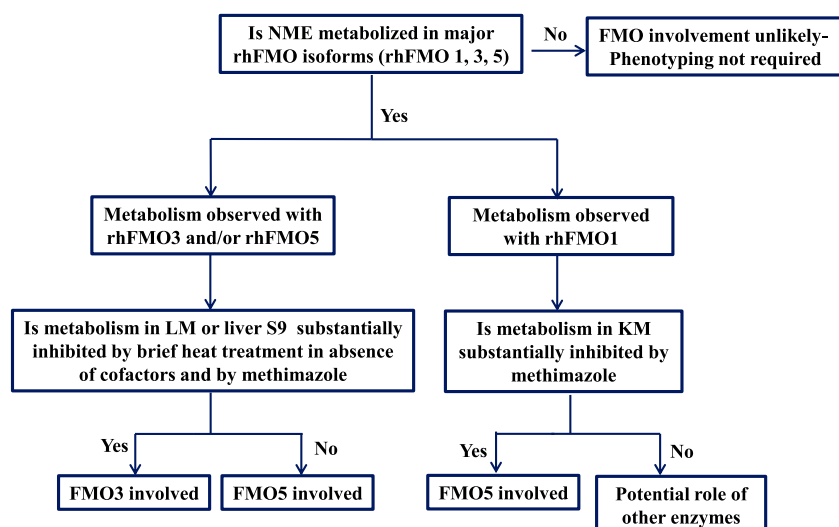 Is NME metabolized in major
rhFMO isoforms (rhFMO 1, 3, 5)
No
FMO involvement unlikely-
Phenotyping not required
Yes
Metabolism observed with
rhFMO3 and/or rhFMO5
Metabolism observed
with rhFMO1
Is metabolism in LM or liver S9 substantially
inhibited by brief heat treatment in absence
of cofactors and by methimazole
Is metabolism in KM
substantially inhibited by
methimazole
Yes
No
Yes
No
FMO3 involved
FMO5 involved
FMO5 involved
Potential role of
other enzymes